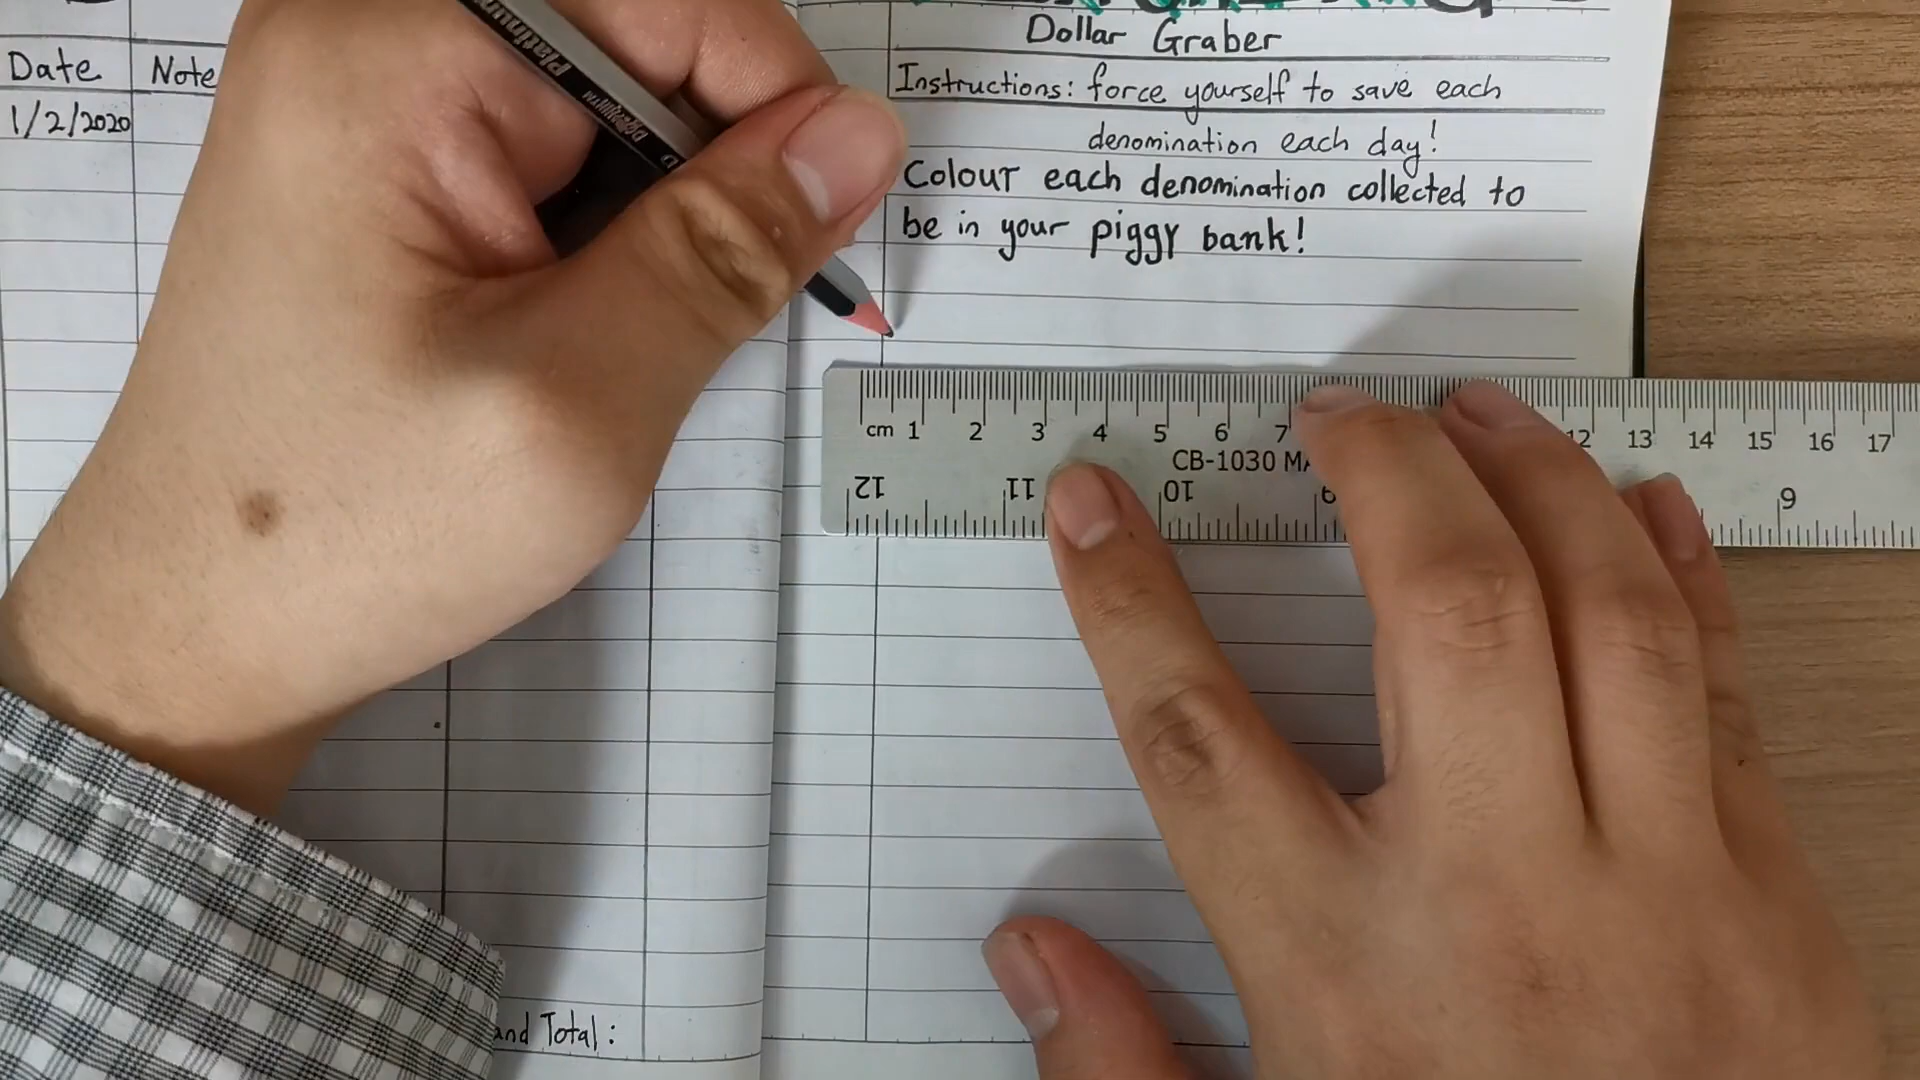 Date Note
1/2/2020
and Total:
Dollar Graber
Instructions: force yourself to save each
denomination each day!
Colour each denomination collected to
be in your piggy bank!
Platinum
cm 1 2 3 4 5 6 7 12 13 14 15 16 17
CB-1030 MA
12 11 10 9 6